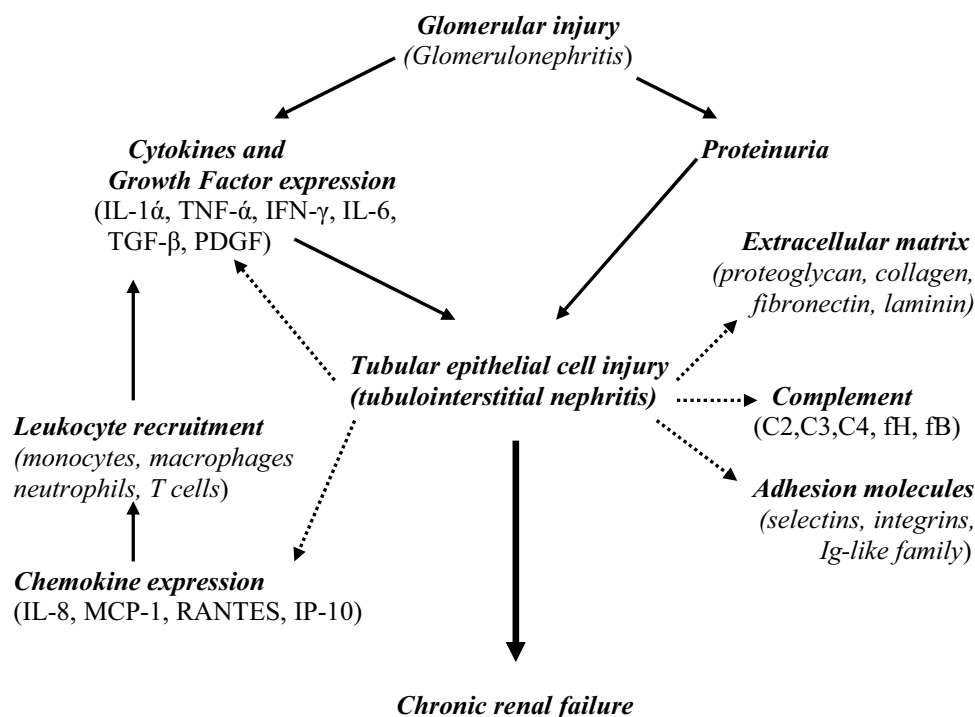 Glomerular injury
(Glomerulonephritis)
Cytokines and
Growth Factor expression
(IL-1ά, TNF-ά, IFN-γ, IL-6,
TGF-β, PDGF)
Proteinuria
Extracellular matrix
(proteoglycan, collagen,
fibronectin, laminin)
Tubular epithelial cell injury
(tubulointerstitial nephritis)
Complement
(C2,C3,C4, fH, fB)
Leukocyte recruitment
(monocytes, macrophages
neutrophils, T cells)
Adhesion molecules
(selectins, integrins,
Ig-like family)
Chemokine expression
(IL-8, MCP-1, RANTES, IP-10)
Chronic renal failure